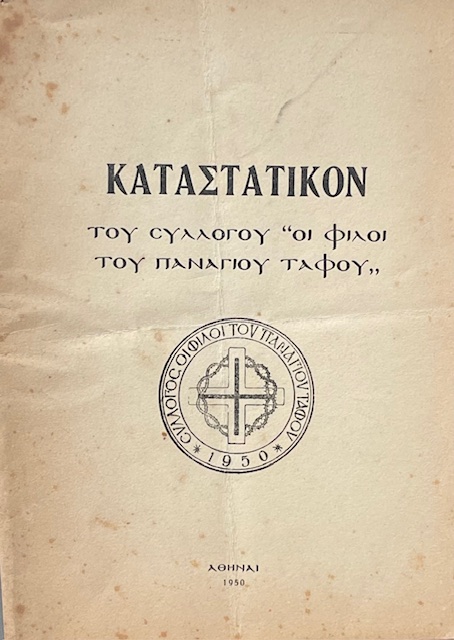 ΚΑΤΑΣΤΑΤΙΚΟΝ
ΤΟΥ ϹΥΛΛΟΓΟΥ “ΟΙ ΦΙΛΟΙ
ΤΟΥ ΠΑΝΑΓΙΟΥ ΤΑΦΟΥ„
ϹΥΛΛΟΓΟϹ ΟΙ ΦΙΛΟΙ ΤΟΥ ΠΑΝΑΓΙΟΥ ΤΑΦΟΥ
* 1950 *
ΑΘΗΝΑΙ
1950